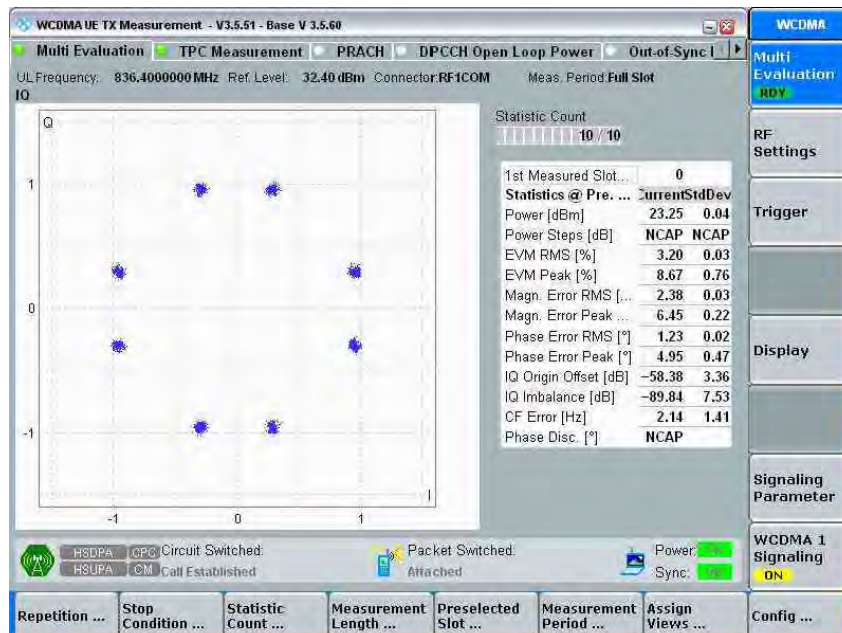 WCDMA UE TX Measurement - V3.5.51 - Base V 3.5.60
WCDMA
Multi Evaluation TPC Measurement PRACH DPCCH Open Loop Power Out-of-Sync
UL Frequency: 836.4000000 MHz Ref. Level: 32.40 dBm Connector: RF1COM Meas. Period: Full Slot
IQ
Multi
Evaluation
RDY
Q
1
0
-1
-1 0 1
I
Statistic Count
10 / 10
1st Measured Slot... 0
Statistics @ Pre. ... Current StdDev
Power [dBm] 23.25 0.04
Power Steps [dB] NCAP NCAP
EVM RMS [%] 3.20 0.03
EVM Peak [%] 8.67 0.76
Magn. Error RMS [... 2.38 0.03
Magn. Error Peak ... 6.45 0.22
Phase Error RMS [°] 1.23 0.02
Phase Error Peak [°] 4.95 0.47
IQ Origin Offset [dB] −58.38 3.36
IQ Imbalance [dB] −89.84 7.53
CF Error [Hz] 2.14 1.41
Phase Disc. [°] NCAP
RF
Settings
Trigger
Display
Signaling
Parameter
WCDMA 1
Signaling
ON
HSDPA CPC Circuit Switched: Packet Switched: Power:
HSUPA CM Call Established Attached Sync:
Repetition ...
Stop
Condition ...
Statistic
Count ...
Measurement
Length ...
Preselected
Slot ...
Measurement
Period ...
Assign
Views ...
Config ...